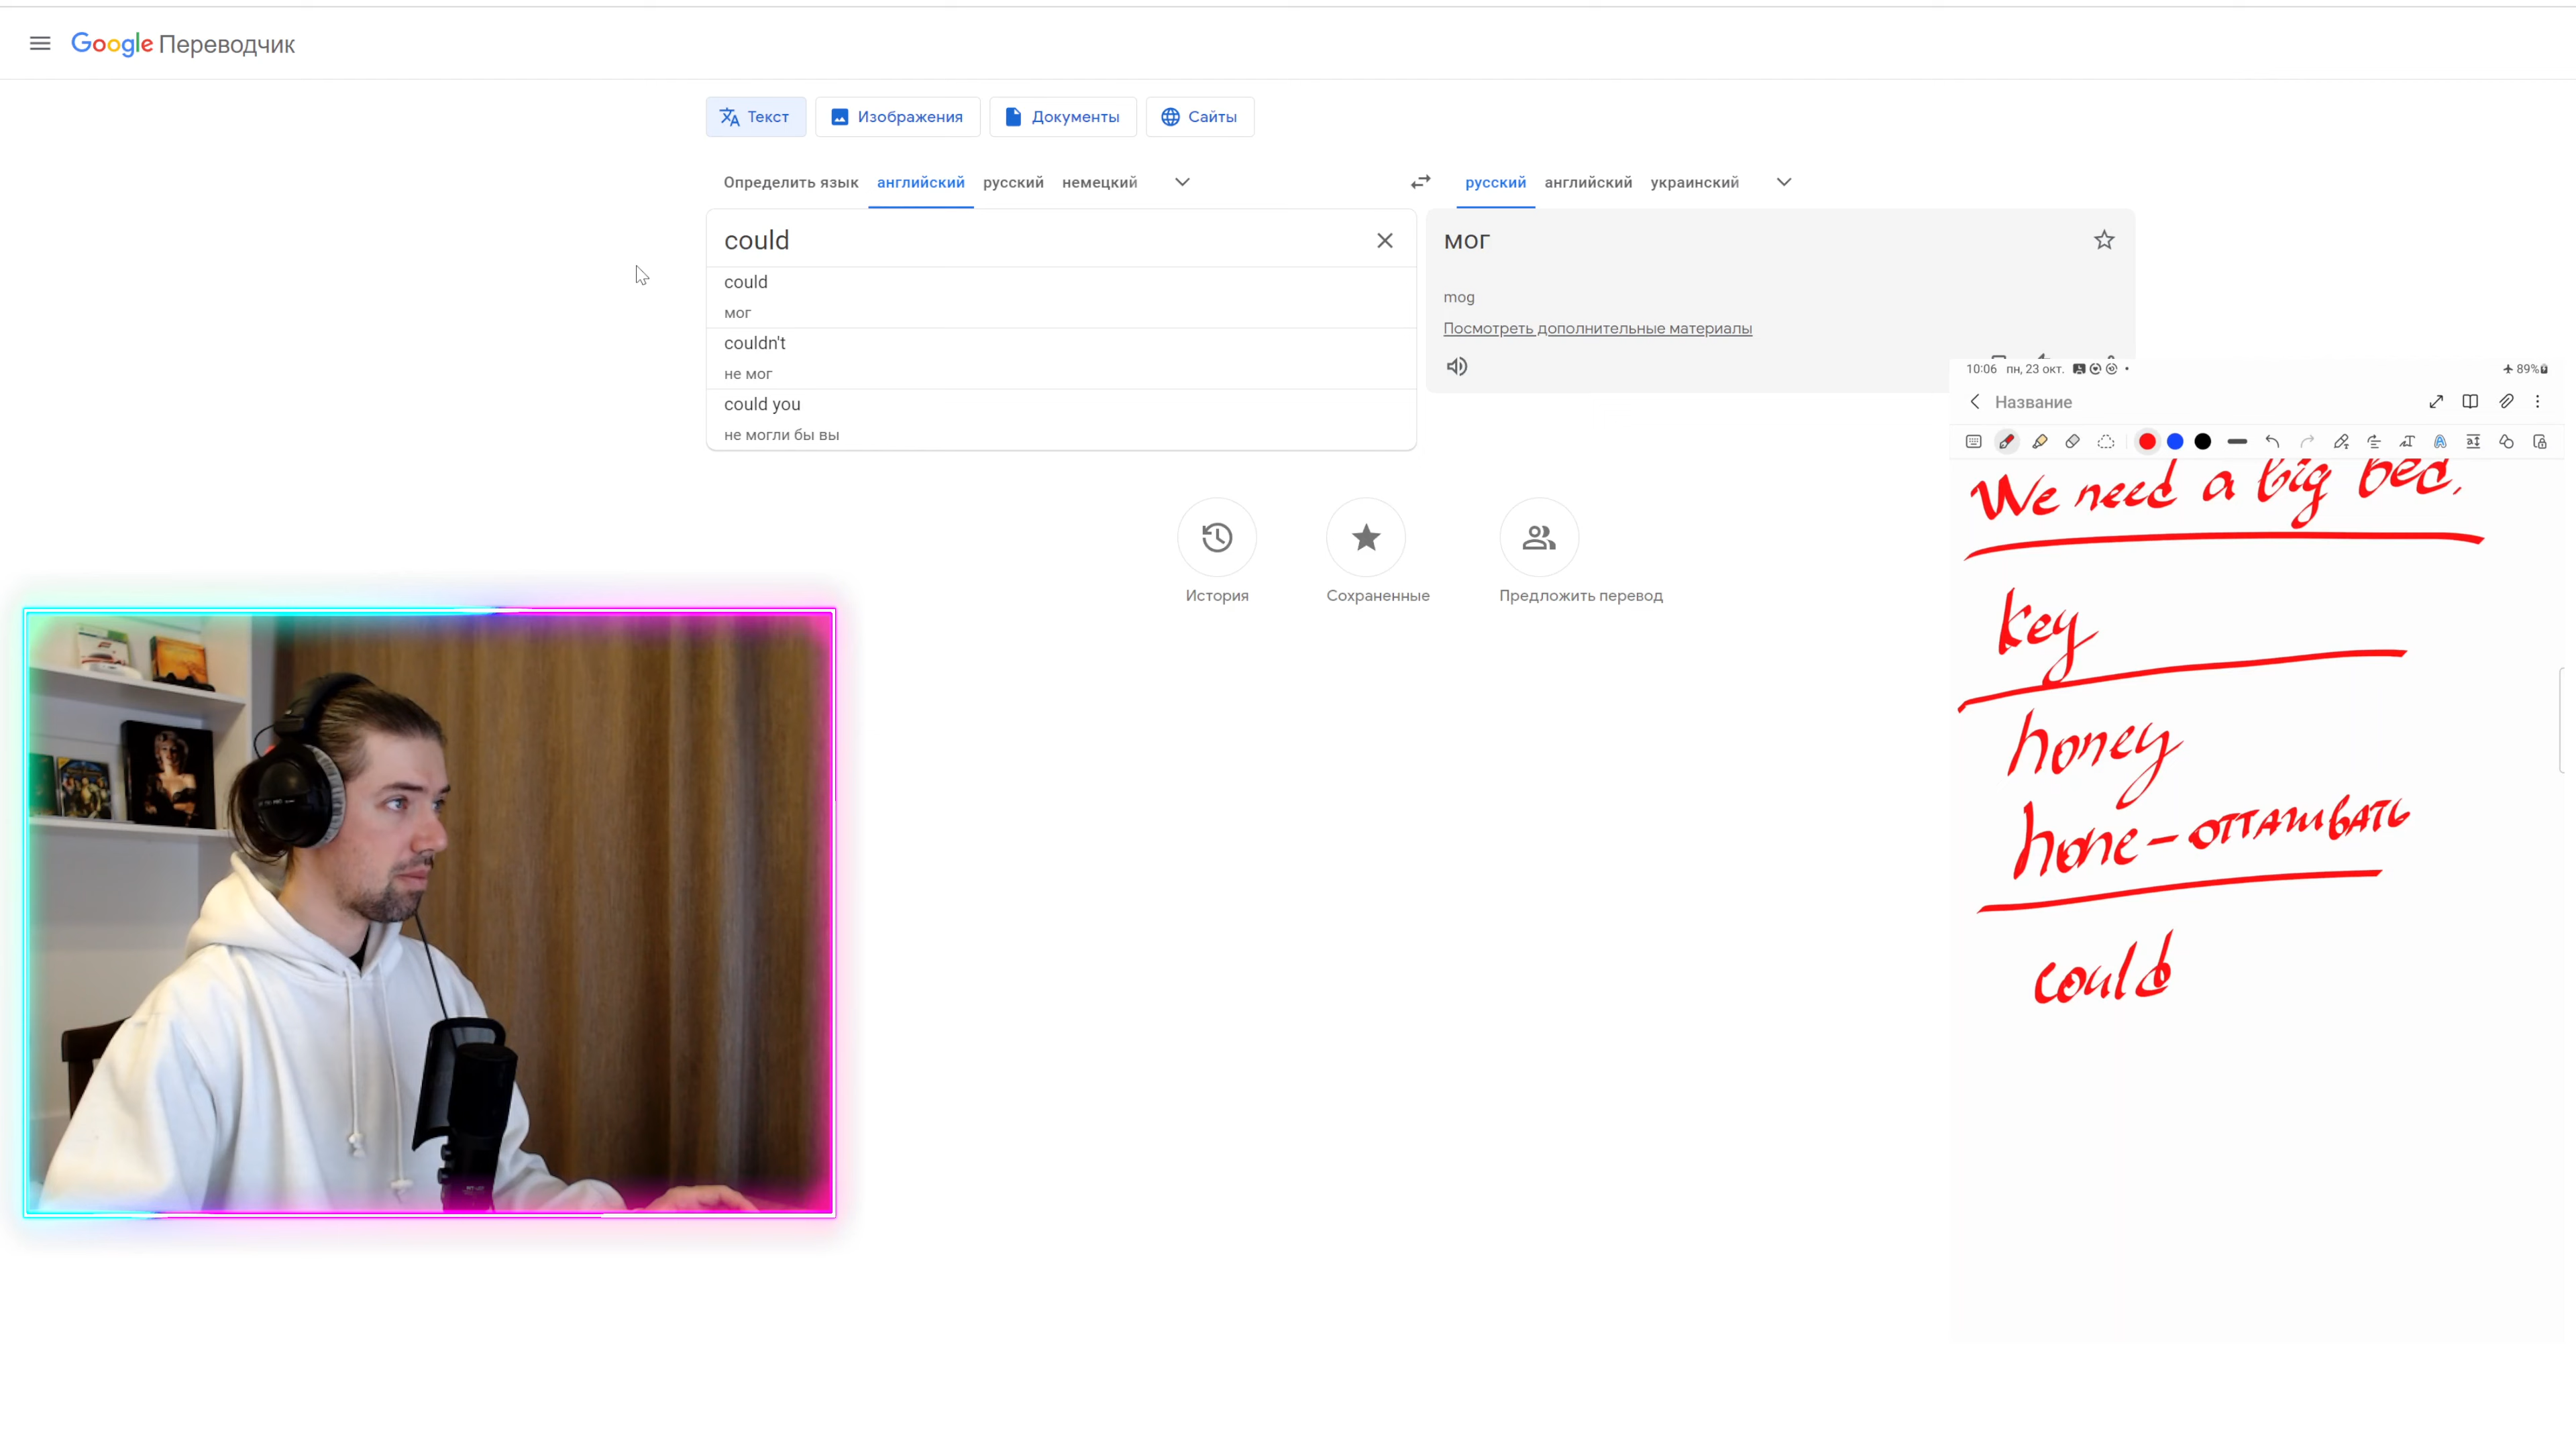 Google Переводчик
Текст
Изображения
Документы
Сайты
Определить язык
английский
русский
немецкий
русский
английский
украинский
could
could
мог
couldn't
не мог
could you
не могли бы вы
мог
mog
Посмотреть дополнительные материалы
История
Сохраненные
Предложить перевод
10:06 пн, 23 окт.
89%
Название
We need a big bed.
key
honey
hone –
could